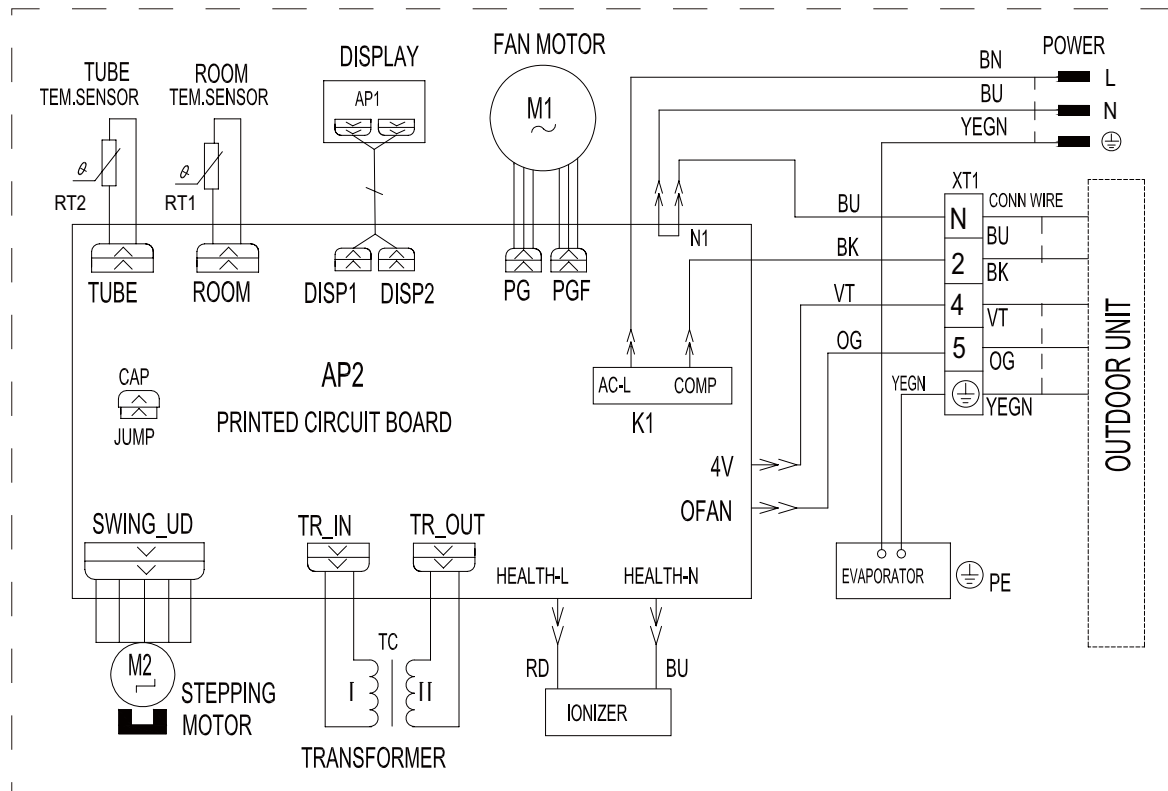 TUBE
TEM.SENSOR
ROOM
TEM.SENSOR
DISPLAY
AP1
FAN MOTOR
M1
POWER
BN
L
BU
N
YEGN
θ
RT2
θ
RT1
XT1
CONN WIRE
BU
N
BU
BK
2
BK
VT
4
VT
OG
5
OG
YEGN
YEGN
OUTDOOR UNIT
N1
TUBE
ROOM
DISP1
DISP2
PG
PGF
AC-L
COMP
K1
CAP
JUMP
AP2
PRINTED CIRCUIT BOARD
4V
OFAN
SWING_UD
TR_IN
TR_OUT
HEALTH-L
HEALTH-N
EVAPORATOR
PE
M2
STEPPING
MOTOR
TC
I
II
TRANSFORMER
RD
BU
IONIZER